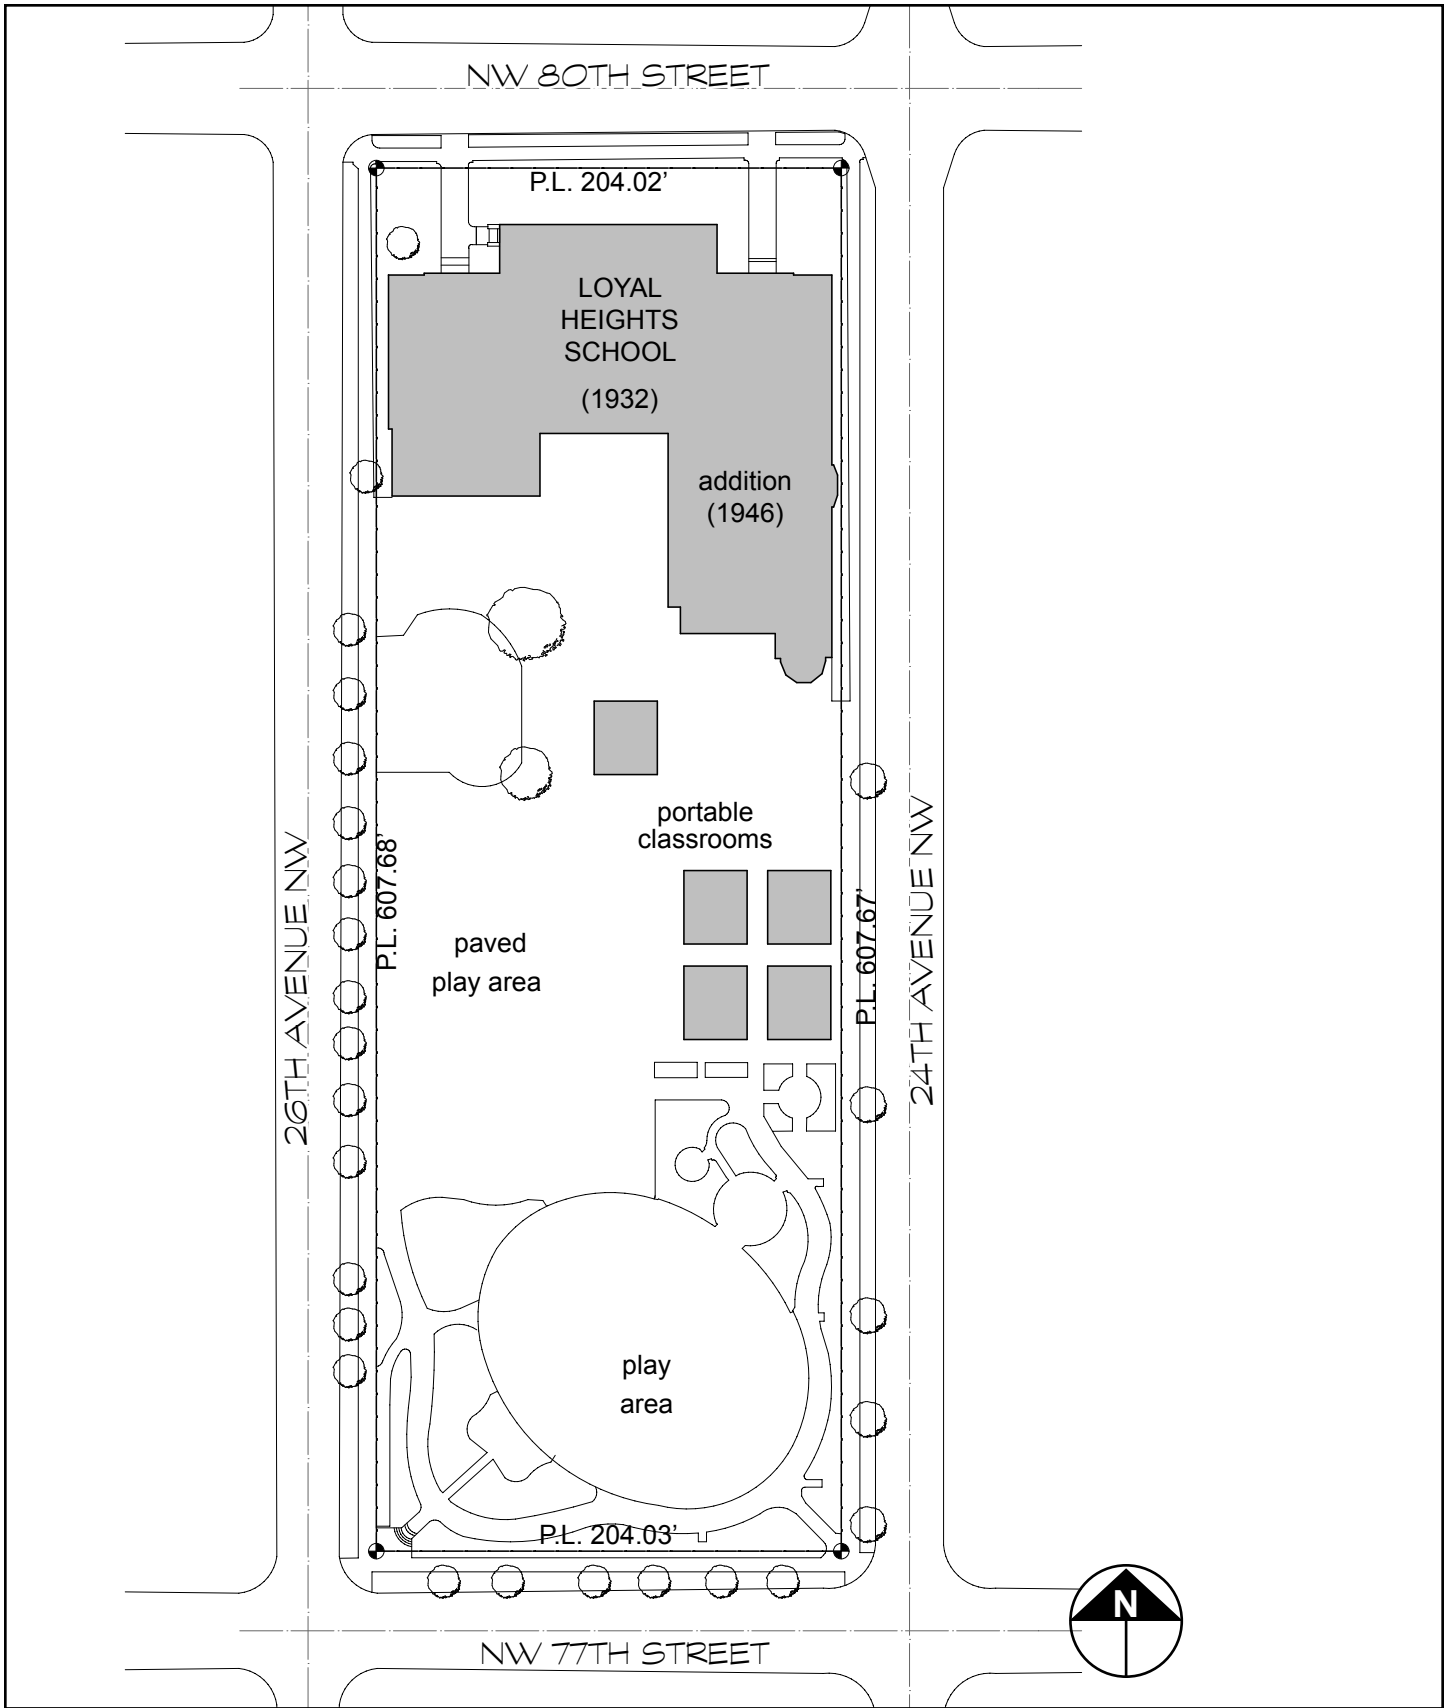 NW 80TH STREET
P.L. 204.02’
LOYAL
HEIGHTS
SCHOOL
(1932)
addition
(1946)
portable
classrooms
26TH AVENUE NW
P.L. 607.68’
paved
play area
P.L. 607.67’
24TH AVENUE NW
play
area
P.L. 204.03’
NW 77TH STREET
N